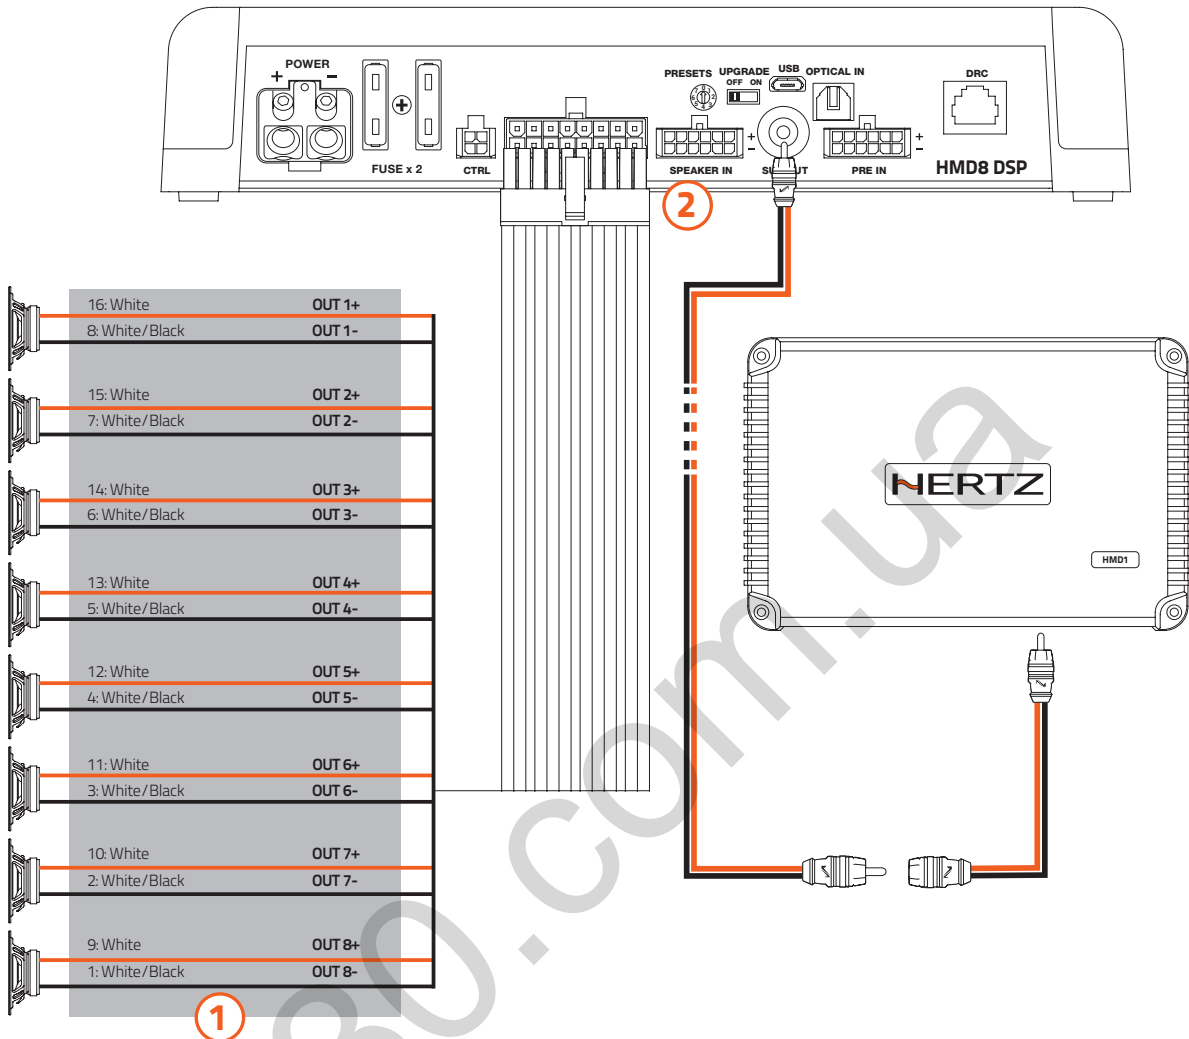 POWER
+ −
+
FUSE x 2
CTRL
PRESETS
UPGRADE
OFF ON
USB
OPTICAL IN
DRC
SPEAKER IN
+
−
PRE IN
+
−
HMD8 DSP
2
16: White OUT 1+
8: White/Black OUT 1-
15: White OUT 2+
7: White/Black OUT 2-
14: White OUT 3+
6: White/Black OUT 3-
13: White OUT 4+
5: White/Black OUT 4-
12: White OUT 5+
4: White/Black OUT 5-
11: White OUT 6+
3: White/Black OUT 6-
10: White OUT 7+
2: White/Black OUT 7-
9: White OUT 8+
1: White/Black OUT 8-
1
HERTZ
HMD1
30.com.ua